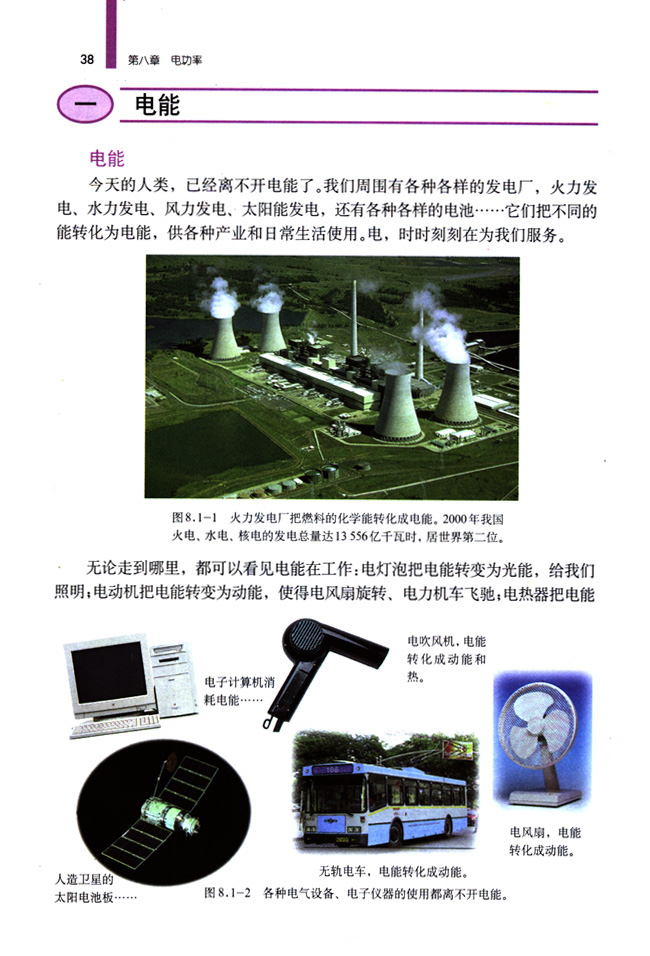 38 第八章 电功率
一 电能
电能
今天的人类，已经离不开电能了。我们周围有各种各样的发电厂，火力发
电、水力发电、风力发电、太阳能发电，还有各种各样的电池……它们把不同的
能转化为电能，供各种产业和日常生活使用。电，时时刻刻在为我们服务。
图8.1-1 火力发电厂把燃料的化学能转化成电能。2000年我国
火电、水电、核电的发电总量达13 556亿千瓦时，居世界第二位。
无论走到哪里，都可以看见电能在工作：电灯泡把电能转变为光能，给我们
照明；电动机把电能转变为动能，使得电风扇旋转、电力机车飞驰；电热器把电能
电子计算机消
耗电能……
电吹风机，电能
转化成动能和
热。
电风扇，电能
转化成动能。
108
无轨电车，电能转化成动能。
人造卫星的
太阳电池板……
图8.1-2 各种电气设备、电子仪器的使用都离不开电能。